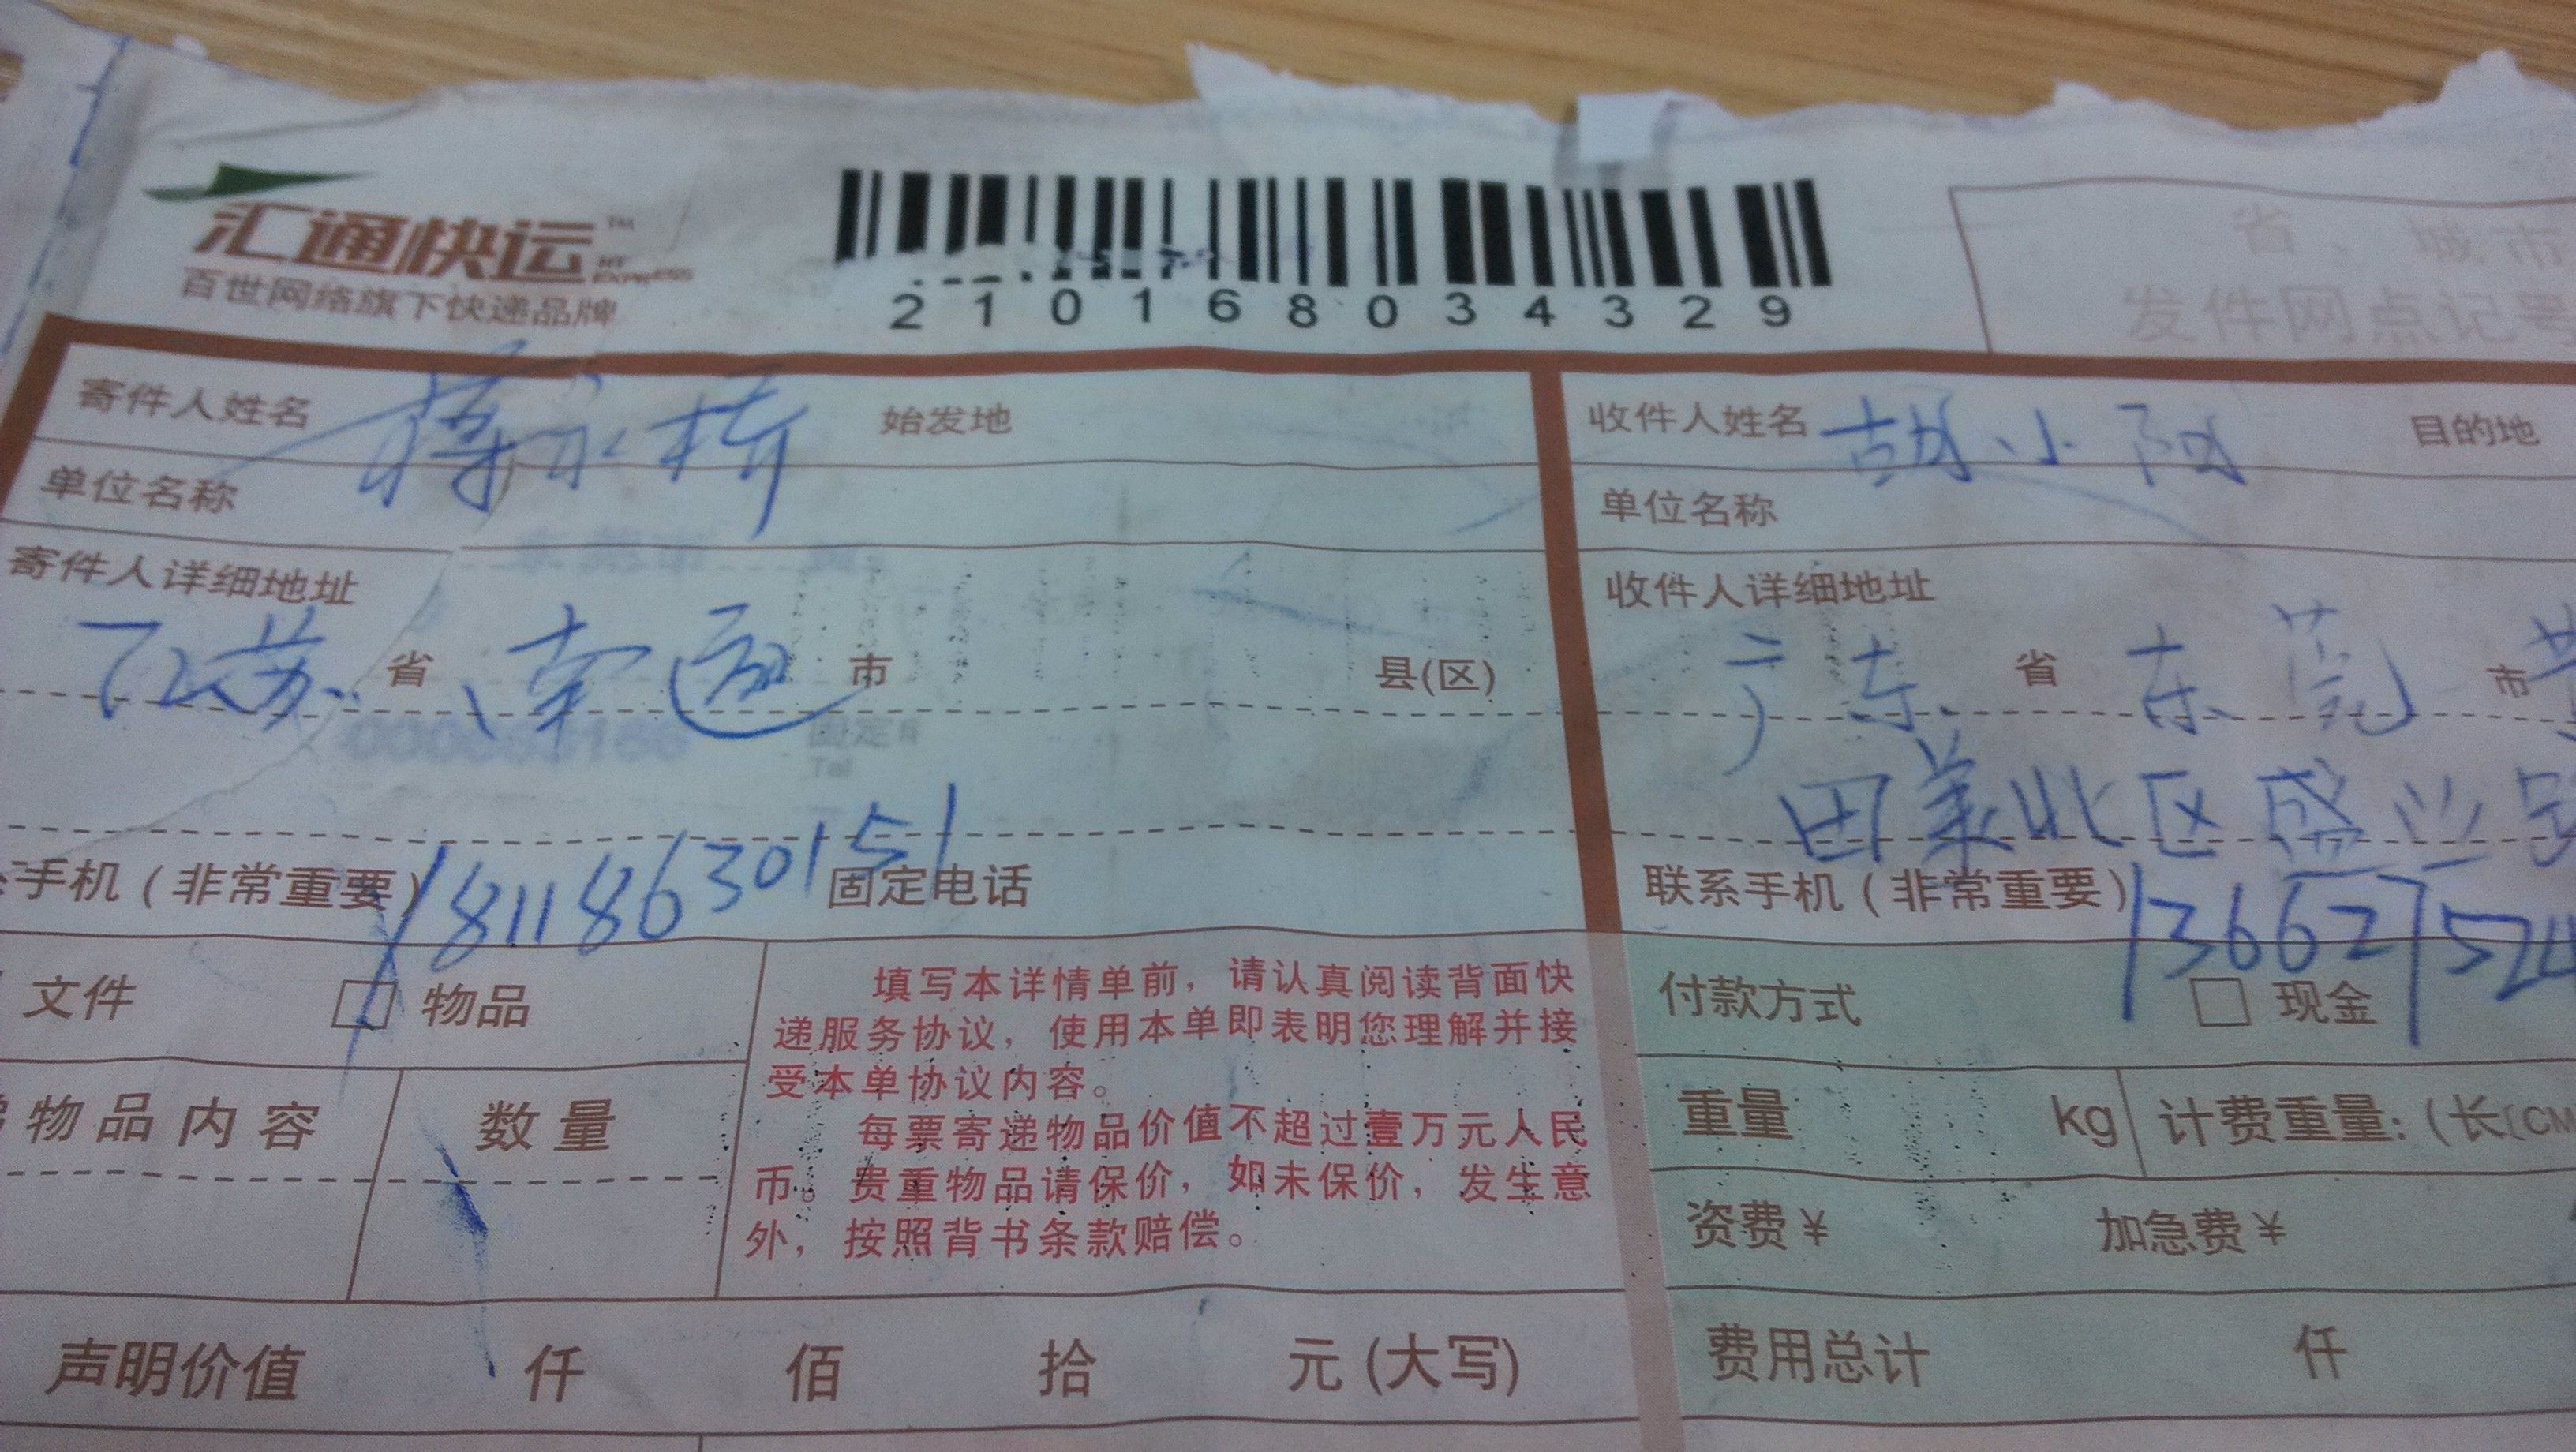 汇通快运™
HT EXPRESS
百世网络旗下快递品牌
210168034329
省、城市
发件网点记号
寄件人姓名 蒋永桥 始发地
单位名称
寄件人详细地址
江苏 省 南通 市 县(区)
手机(非常重要) 18118630151 固定电话
收件人姓名 胡小阳 目的地
单位名称
收件人详细地址
广东 省 东莞 市
田美北区盛兴
联系手机(非常重要) 136627524
文件 物品
物品内容 数量
填写本详情单前，请认真阅读背面快
递服务协议，使用本单即表明您理解并接
受本单协议内容。
每票寄递物品价值不超过壹万元人民
币。贵重物品请保价，如未保价，发生意
外，按照背书条款赔偿。
付款方式 现金
重量 kg 计费重量:(长[CM
资费¥ 加急费¥
声明价值 仟 佰 拾 元(大写)
费用总计 仟